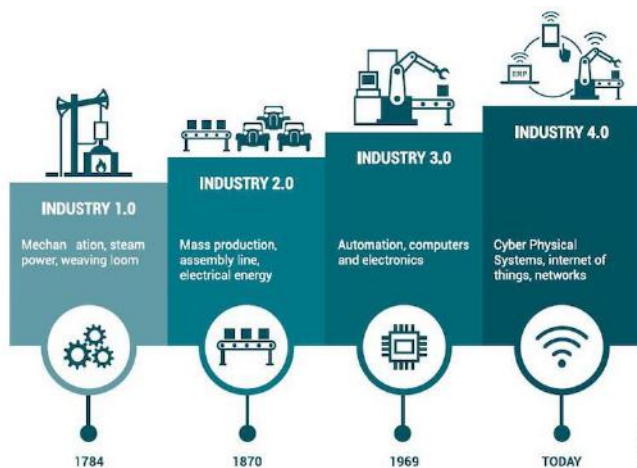 ERP
INDUSTRY 1.0
Mechan ation, steam
power, weaving loom
1784
INDUSTRY 2.0
Mass production,
assembly line,
electrical energy
1870
INDUSTRY 3.0
Automation, computers
and electronics
1969
INDUSTRY 4.0
Cyber Physical
Systems, internet of
things, networks
TODAY